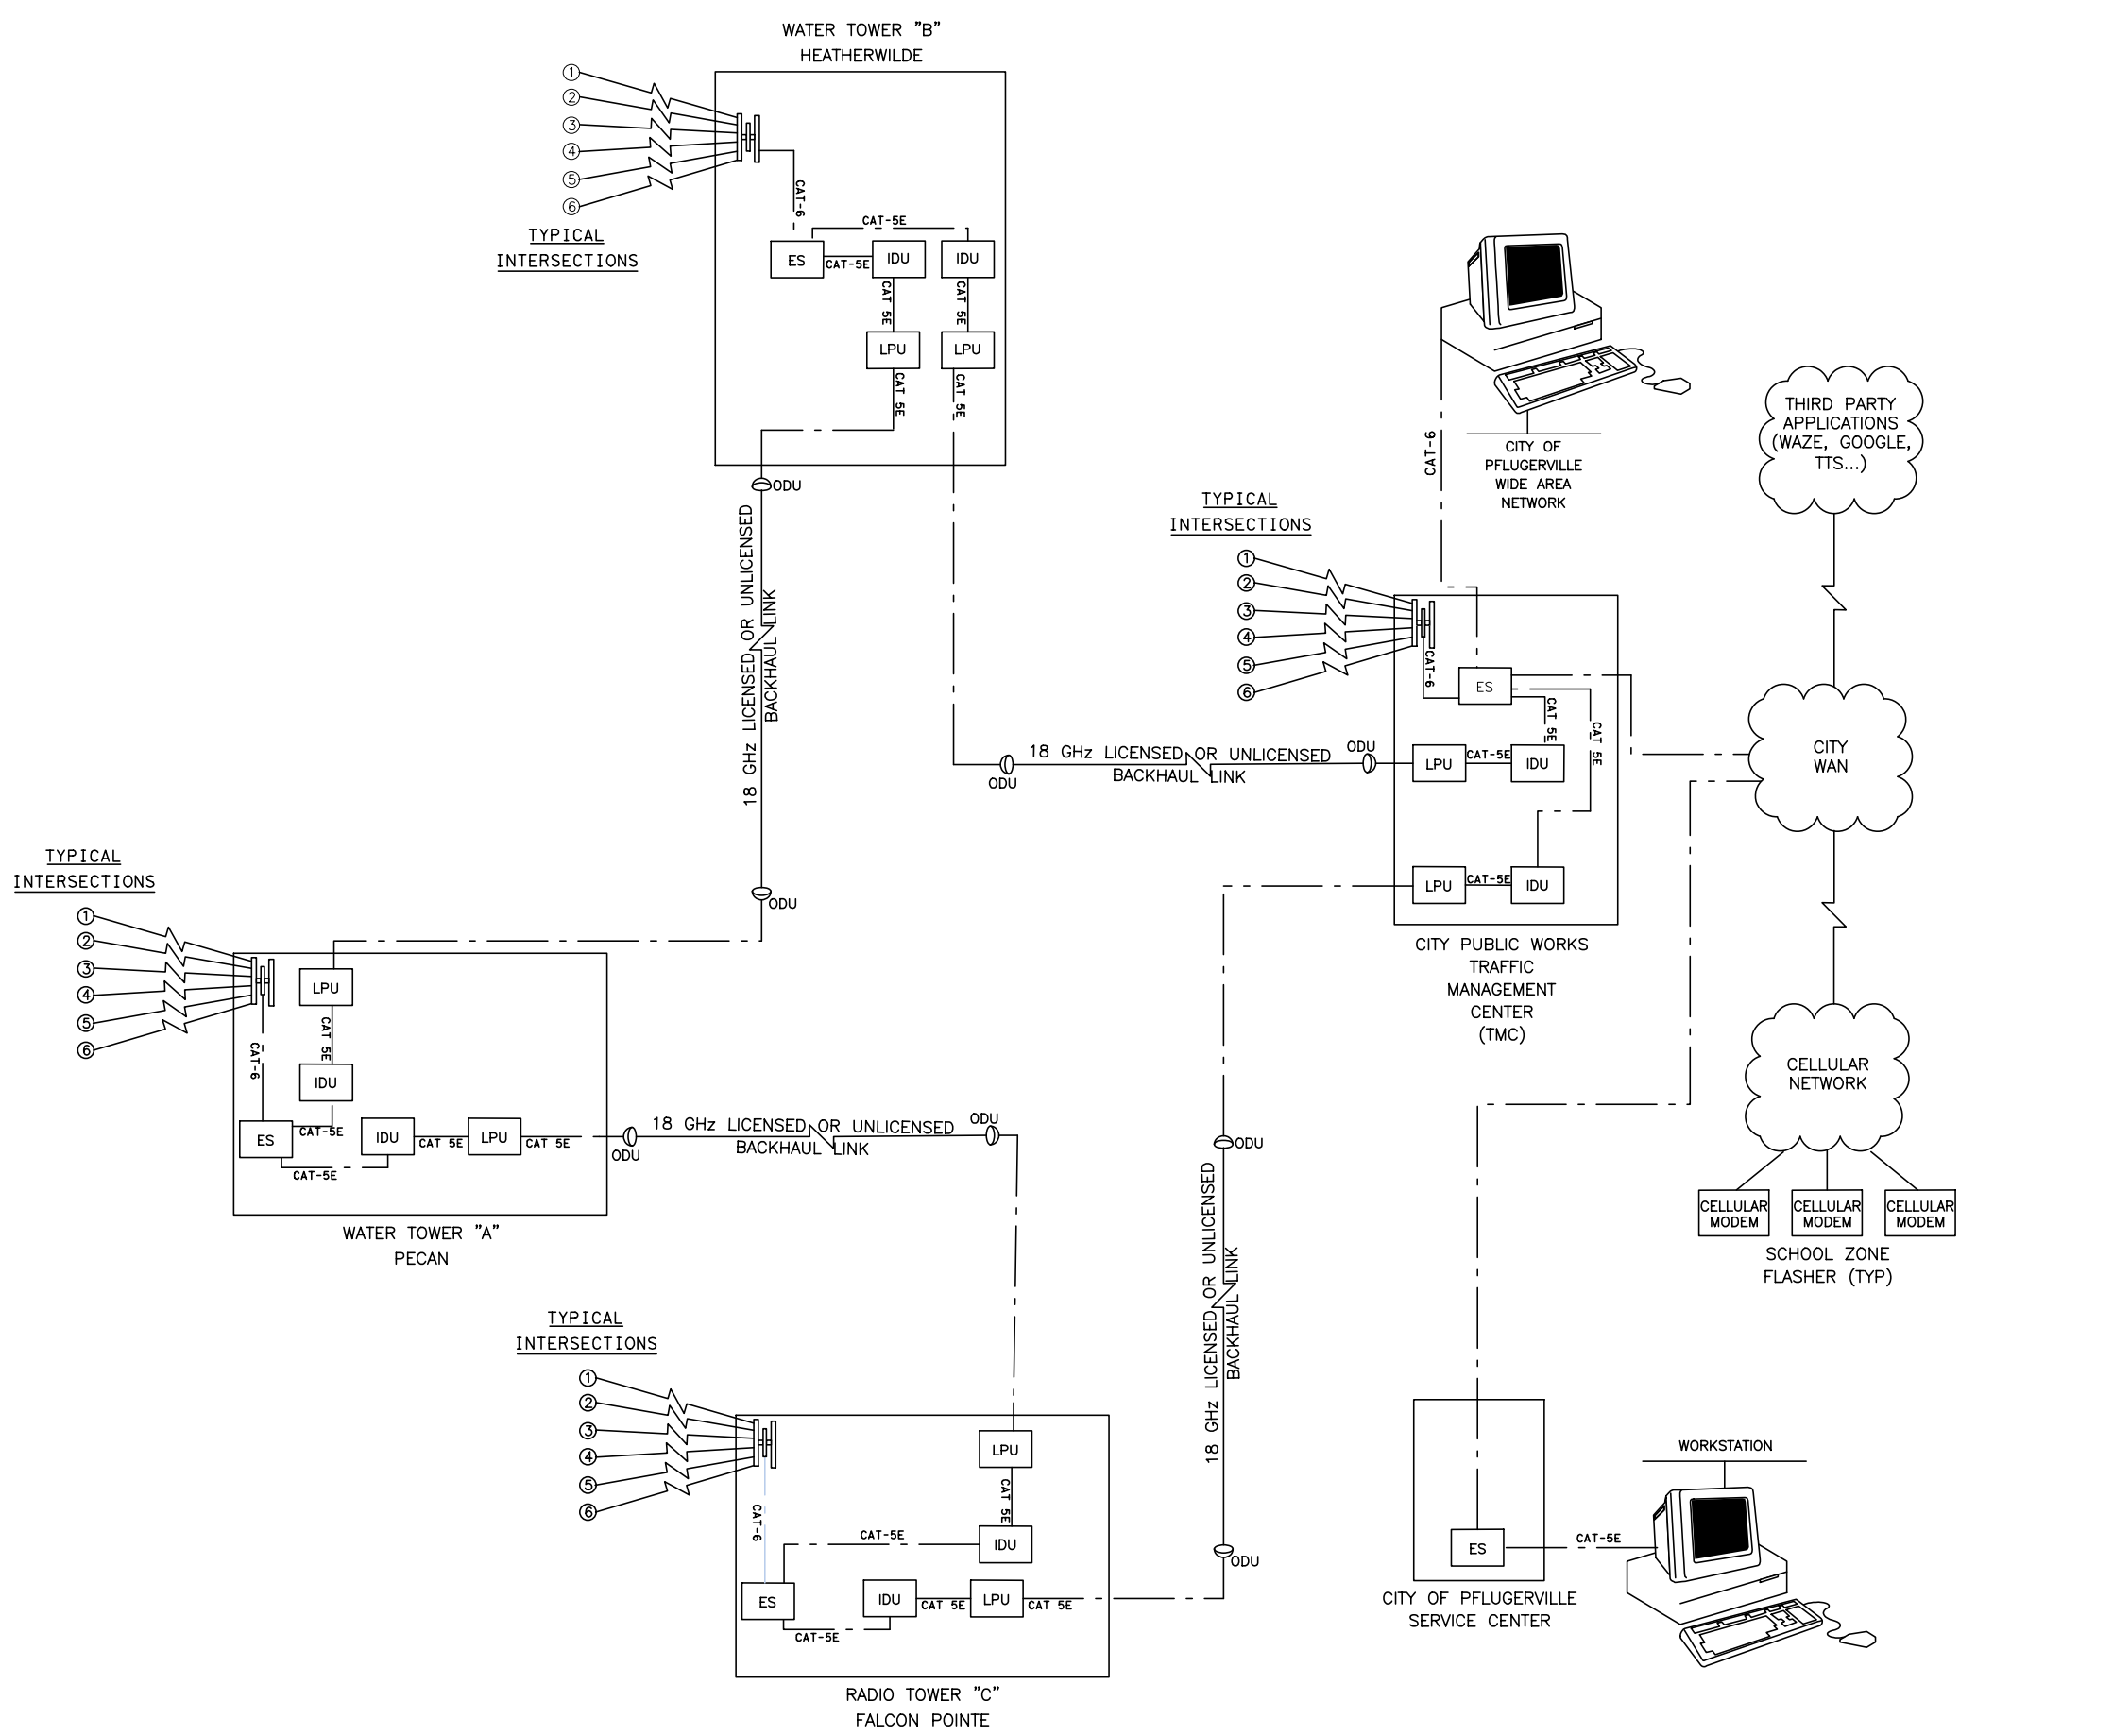 WATER TOWER "B"
HEATHERWILDE
1
2
3
4
5
6
TYPICAL
INTERSECTIONS
CAT-6
CAT-5E
ES
CAT-5E
IDU
IDU
CAT 5E
CAT 5E
LPU
LPU
CAT 5E
CAT 5E
ODU
18 GHz LICENSED OR UNLICENSED
BACKHAUL LINK
ODU
ODU
18 GHz LICENSED OR UNLICENSED
BACKHAUL LINK
ODU
CAT-6
CITY OF
PFLUGERVILLE
WIDE AREA
NETWORK
TYPICAL
INTERSECTIONS
1
2
3
4
5
6
CAT-6
ES
CAT 5E
CAT 5E
LPU
CAT-5E
IDU
LPU
CAT-5E
IDU
CITY PUBLIC WORKS
TRAFFIC
MANAGEMENT
CENTER
(TMC)
THIRD PARTY
APPLICATIONS
(WAZE, GOOGLE,
TTS...)
CITY
WAN
CELLULAR
NETWORK
CELLULAR
MODEM
CELLULAR
MODEM
CELLULAR
MODEM
SCHOOL ZONE
FLASHER (TYP)
TYPICAL
INTERSECTIONS
1
2
3
4
5
6
LPU
CAT 5E
CAT-6
IDU
ES
CAT-5E
IDU
CAT 5E
LPU
CAT 5E
CAT-5E
WATER TOWER "A"
PECAN
ODU
18 GHz LICENSED OR UNLICENSED
BACKHAUL LINK
ODU
TYPICAL
INTERSECTIONS
1
2
3
4
5
6
LPU
CAT 5E
CAT-6
CAT-5E
IDU
ES
IDU
CAT 5E
LPU
CAT 5E
CAT-5E
RADIO TOWER "C"
FALCON POINTE
ODU
18 GHz LICENSED OR UNLICENSED
BACKHAUL LINK
ODU
ES
CAT-5E
WORKSTATION
CITY OF PFLUGERVILLE
SERVICE CENTER